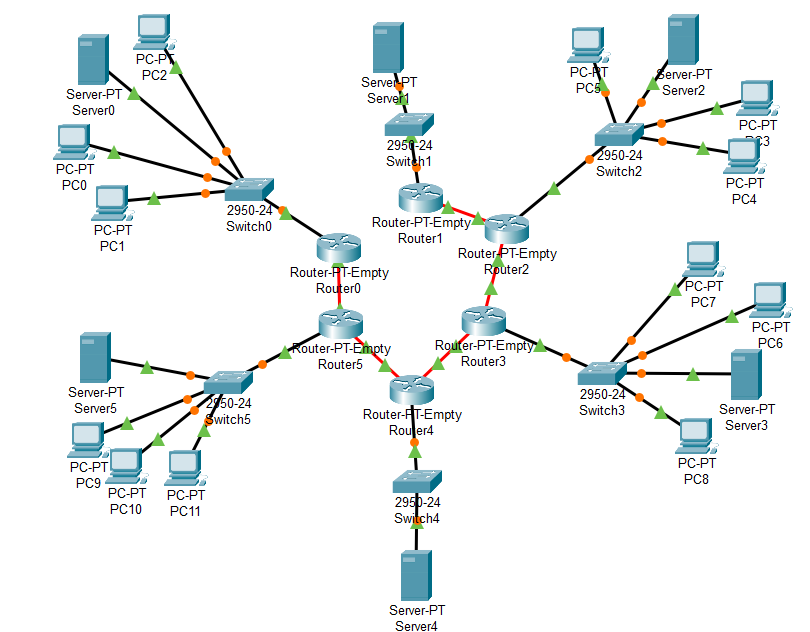 PC-PT
PC2
Server-PT
Server0
PC-PT
PC0
PC-PT
PC1
2950-24
Switch0
Router-PT-Empty
Router0
Server-PT
Server1
2950-24
Switch1
Router-PT-Empty
Router1
Router-PT-Empty
Router2
PC-PT
PC5
Server-PT
Server2
PC-PT
PC3
PC-PT
PC4
2950-24
Switch2
PC-PT
PC7
PC-PT
PC6
Server-PT
Server3
PC-PT
PC8
2950-24
Switch3
Router-PT-Empty
Router3
Router-PT-Empty
Router5
Router-PT-Empty
Router4
Server-PT
Server5
2950-24
Switch5
PC-PT
PC9
PC-PT
PC10
PC-PT
PC11
2950-24
Switch4
Server-PT
Server4